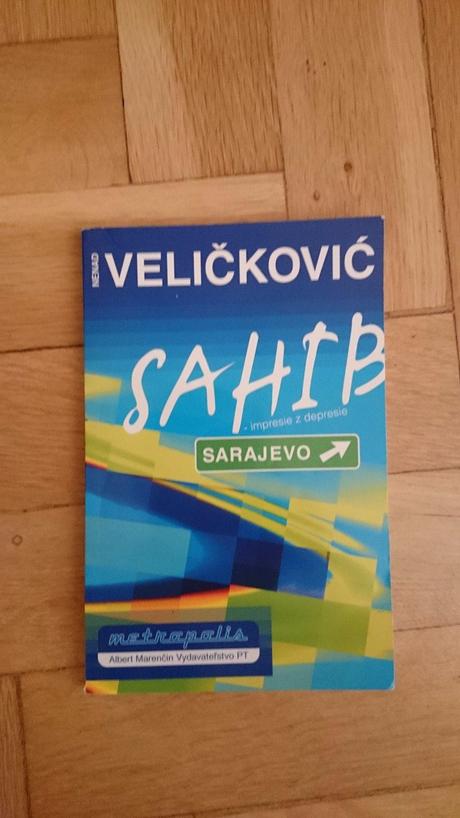 NENAD
VELIČKOVIĆ
SAHIB
- impresie z depresie
SARAJEVO
metropolis
Albert Marenčin Vydavateľstvo PT